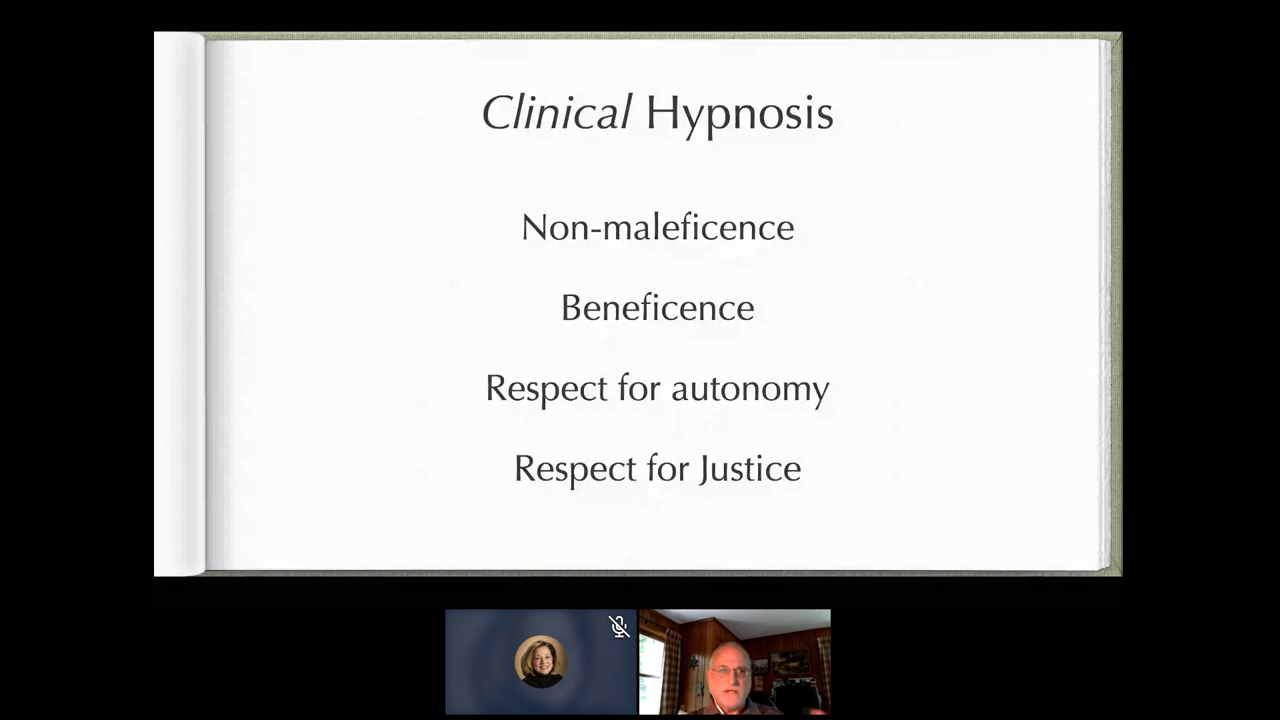 Clinical Hypnosis
Non-maleficence
Beneficence
Respect for autonomy
Respect for Justice